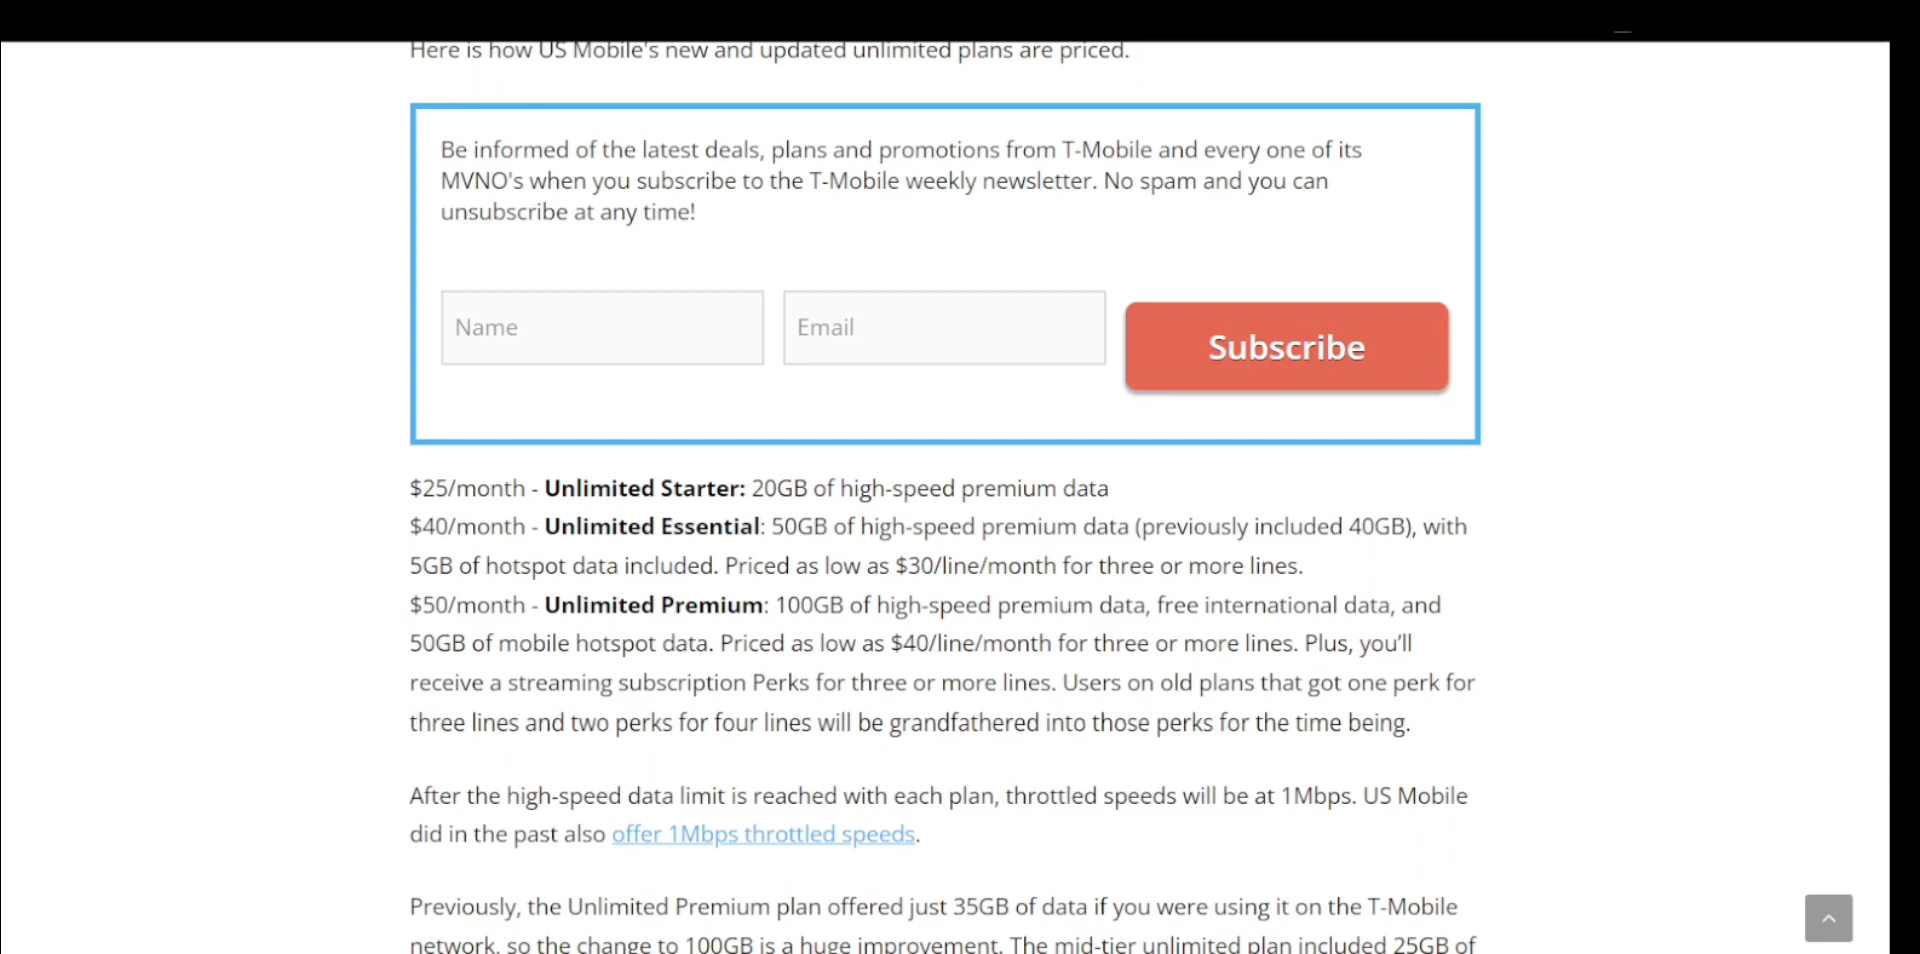 Here is how US Mobile's new and updated unlimited plans are priced.
Be informed of the latest deals, plans and promotions from T-Mobile and every one of its
MVNO's when you subscribe to the T-Mobile weekly newsletter. No spam and you can
unsubscribe at any time!
Name
Email
Subscribe
$25/month - Unlimited Starter: 20GB of high-speed premium data
$40/month - Unlimited Essential: 50GB of high-speed premium data (previously included 40GB), with
5GB of hotspot data included. Priced as low as $30/line/month for three or more lines.
$50/month - Unlimited Premium: 100GB of high-speed premium data, free international data, and
50GB of mobile hotspot data. Priced as low as $40/line/month for three or more lines. Plus, you’ll
receive a streaming subscription Perks for three or more lines. Users on old plans that got one perk for
three lines and two perks for four lines will be grandfathered into those perks for the time being.
After the high-speed data limit is reached with each plan, throttled speeds will be at 1Mbps. US Mobile
did in the past also offer 1Mbps throttled speeds.
Previously, the Unlimited Premium plan offered just 35GB of data if you were using it on the T-Mobile
network, so the change to 100GB is a huge improvement. The mid-tier unlimited plan included 25GB of